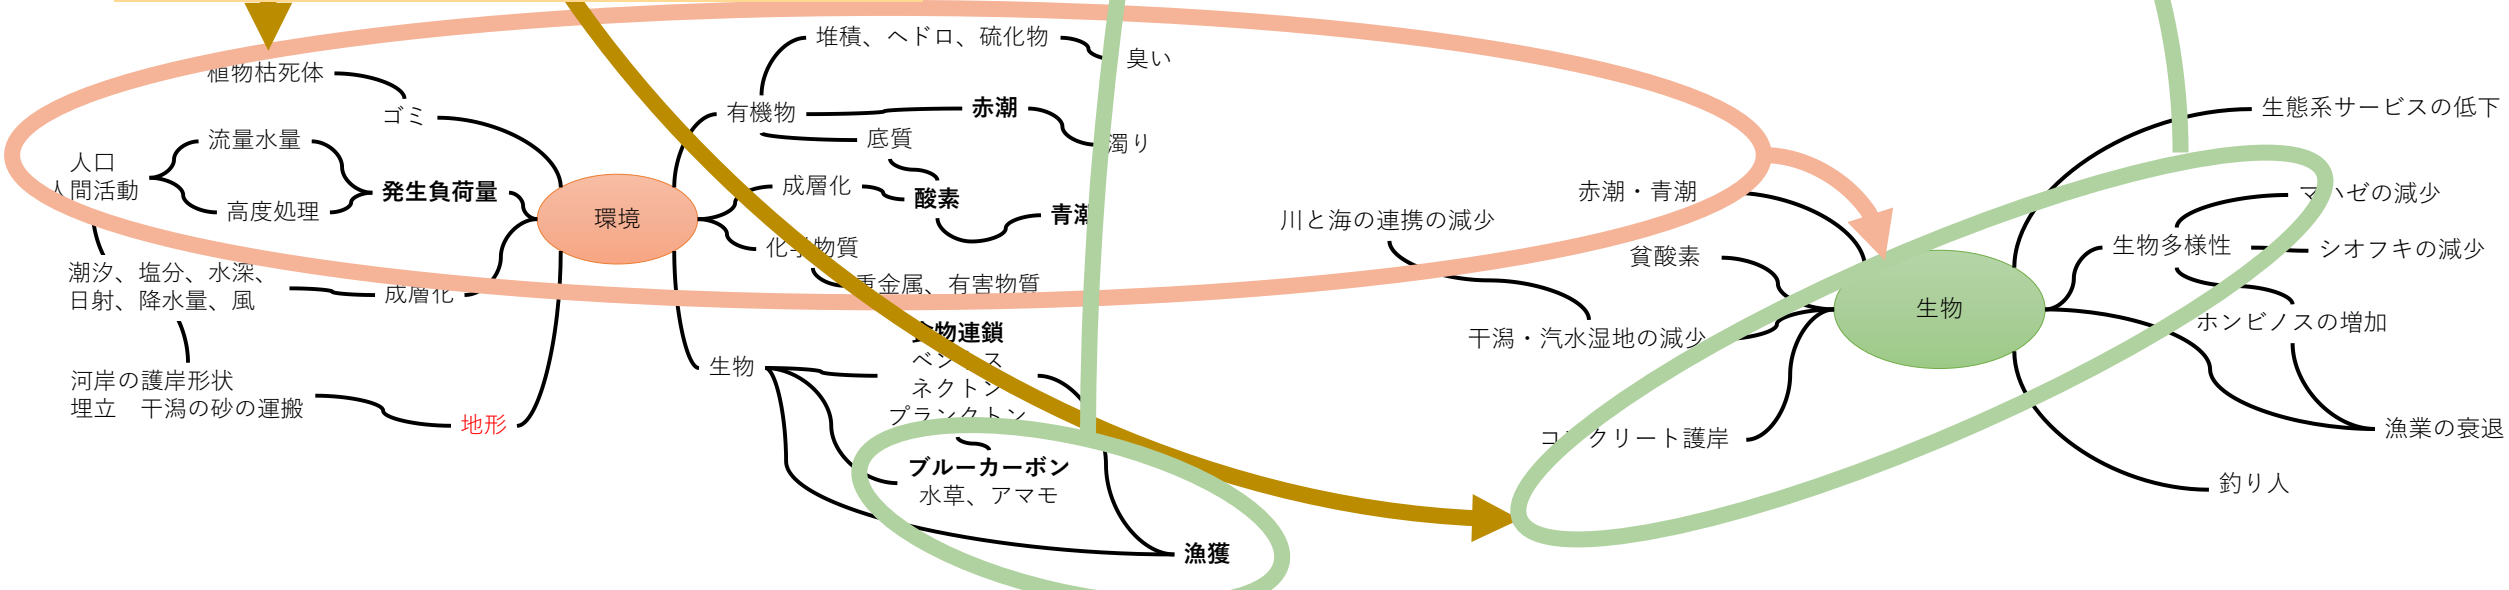 堆積、ヘドロ、硫化物
臭い
植物枯死体
ゴミ
有機物
赤潮
底質
濁り
流量水量
人口
人間活動
発生負荷量
高度処理
環境
成層化
酸素
青潮
化学物質
重金属、有害物質
潮汐、塩分、水深、
日射、降水量、風
成層化
河岸の護岸形状
埋立　干潟の砂の運搬
地形
生物
食物連鎖
ベントス
ネクトン
プランクトン
ブルーカーボン
水草、アマモ
漁獲
赤潮・青潮
川と海の連携の減少
貧酸素
干潟・汽水湿地の減少
コンクリート護岸
生物
生態系サービスの低下
マハゼの減少
生物多様性
シオフキの減少
ホンビノスの増加
漁業の衰退
釣り人